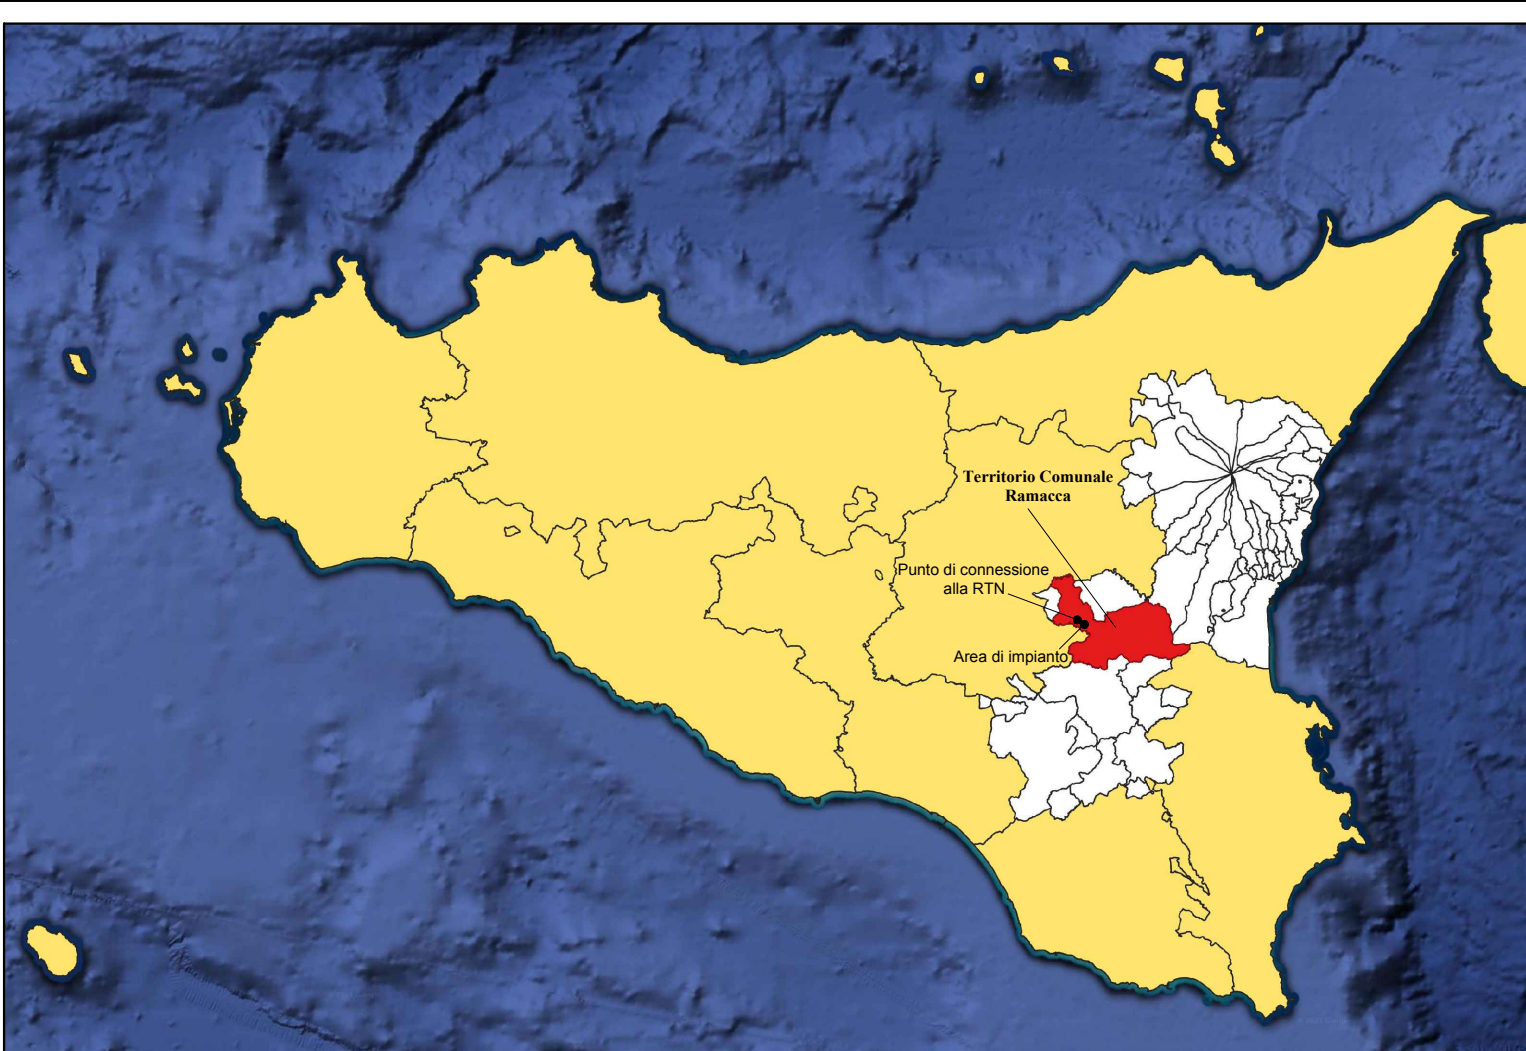 Territorio Comunale
Ramacca
Punto di connessione
alla RTN
Area di impianto